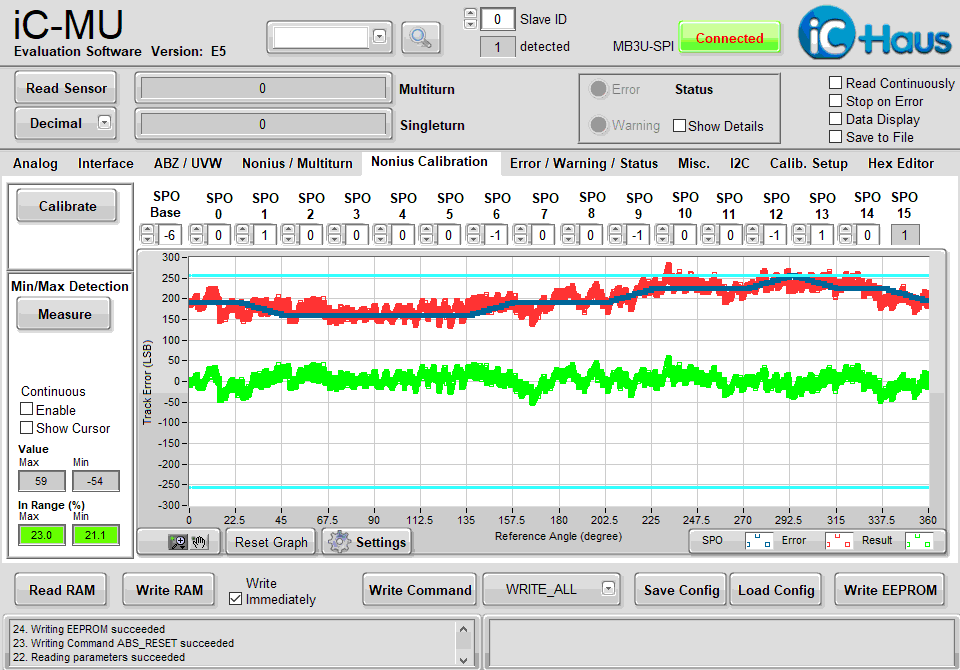 iC-MU
Evaluation Software Version: E5
0 Slave ID
1 detected
MB3U-SPI Connected
iC Haus
Read Sensor 0 Multiturn
Decimal 0 Singleturn
Error Status
Warning Show Details
Read Continuously
Stop on Error
Data Display
Save to File
Analog Interface ABZ / UVW Nonius / Multiturn Nonius Calibration Error / Warning / Status Misc. I2C Calib. Setup Hex Editor
Calibrate
SPO Base SPO 0 SPO 1 SPO 2 SPO 3 SPO 4 SPO 5 SPO 6 SPO 7 SPO 8 SPO 9 SPO 10 SPO 11 SPO 12 SPO 13 SPO 14 SPO 15
-6 0 1 0 0 0 0 -1 0 0 -1 0 0 -1 1 0 1
Min/Max Detection
Measure
Continuous
Enable
Show Cursor
Value
Max Min
59 -54
In Range (%)
Max Min
23.0 21.1
Track Error (LSB)
300
250
200
150
100
50
0
-50
-100
-150
-200
-250
-300
0 22.5 45 67.5 90 112.5 135 157.5 180 202.5 225 247.5 270 292.5 315 337.5 360
Reference Angle (degree)
Reset Graph Settings
SPO Error Result
Read RAM Write RAM Write Immediately Write Command WRITE_ALL Save Config Load Config Write EEPROM
24. Writing EEPROM succeeded
23. Writing Command ABS_RESET succeeded
22. Reading parameters succeeded